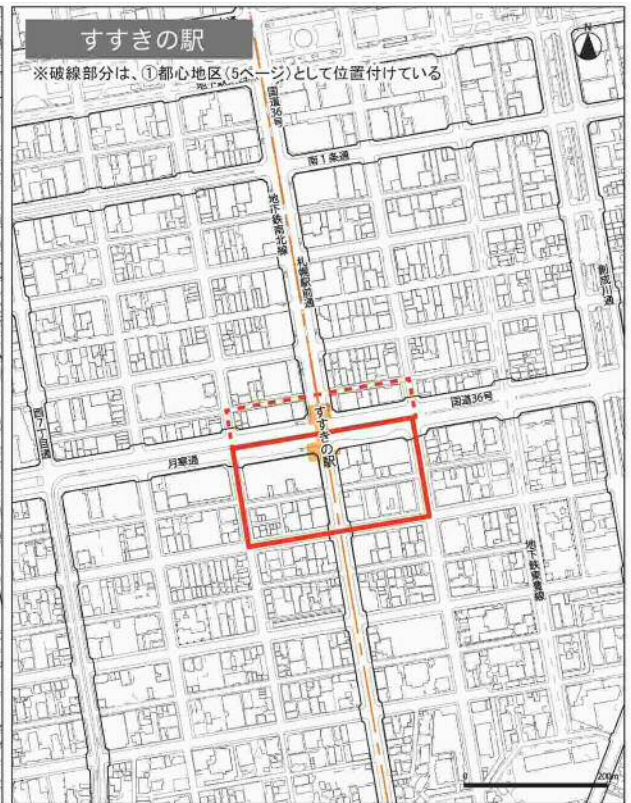 すすきの駅
※破線部分は、①都心地区(5ページ)として位置付けている
N
国道36号
南1条通
地下鉄南北線
札幌駅前通
創成川通
国道36号
すすきの駅
西7丁目通
月寒通
地下鉄東豊線
0
200m